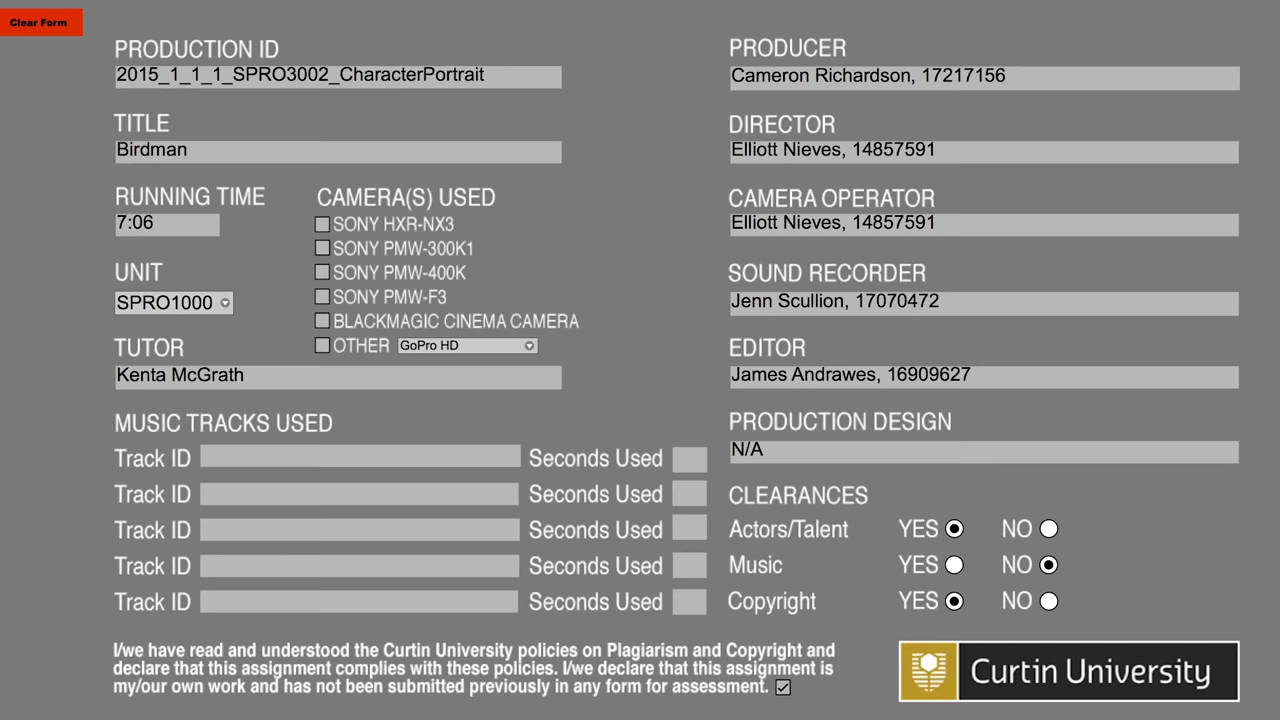 Clear Form
PRODUCTION ID
2015_1_1_1_SPRO3002_CharacterPortrait
TITLE
Birdman
RUNNING TIME
7:06
UNIT
SPRO1000
CAMERA(S) USED
SONY HXR-NX3
SONY PMW-300K1
SONY PMW-400K
SONY PMW-F3
BLACKMAGIC CINEMA CAMERA
OTHER GoPro HD
TUTOR
Kenta McGrath
MUSIC TRACKS USED
Track ID Seconds Used
Track ID Seconds Used
Track ID Seconds Used
Track ID Seconds Used
Track ID Seconds Used
PRODUCER
Cameron Richardson, 17217156
DIRECTOR
Elliott Nieves, 14857591
CAMERA OPERATOR
Elliott Nieves, 14857591
SOUND RECORDER
Jenn Scullion, 17070472
EDITOR
James Andrawes, 16909627
PRODUCTION DESIGN
N/A
CLEARANCES
Actors/Talent YES NO
Music YES NO
Copyright YES NO
I/we have read and understood the Curtin University policies on Plagiarism and Copyright and
declare that this assignment complies with these policies. I/we declare that this assignment is
my/our own work and has not been submitted previously in any form for assessment.
Curtin University